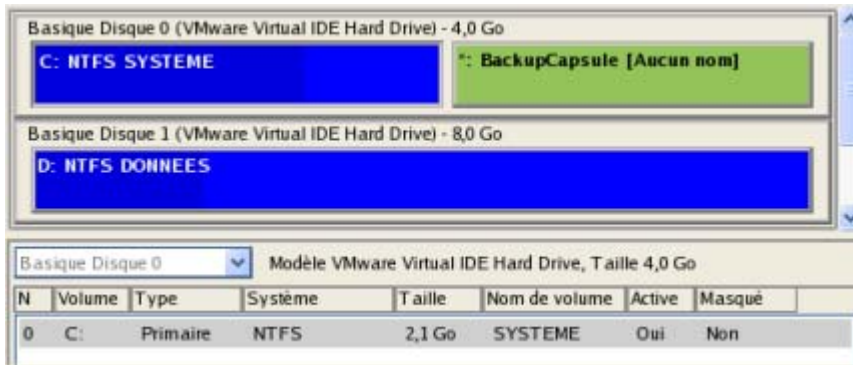 Basique Disque 0 (VMware Virtual IDE Hard Drive) - 4,0 Go
C: NTFS SYSTEME
*: BackupCapsule [Aucun nom]
Basique Disque 1 (VMware Virtual IDE Hard Drive) - 8,0 Go
D: NTFS DONNEES
Basique Disque 0 Modèle VMware Virtual IDE Hard Drive, Taille 4,0 Go
N Volume Type Système Taille Nom de volume Active Masqué
0 C: Primaire NTFS 2,1 Go SYSTEME Oui Non